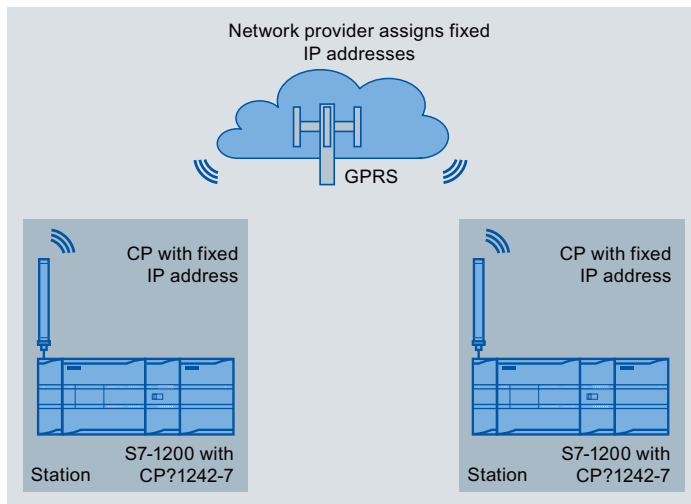 Network provider assigns fixed
IP addresses
GPRS
CP with fixed
IP address
S7-1200 with
CP?1242-7
Station
CP with fixed
IP address
S7-1200 with
CP?1242-7
Station